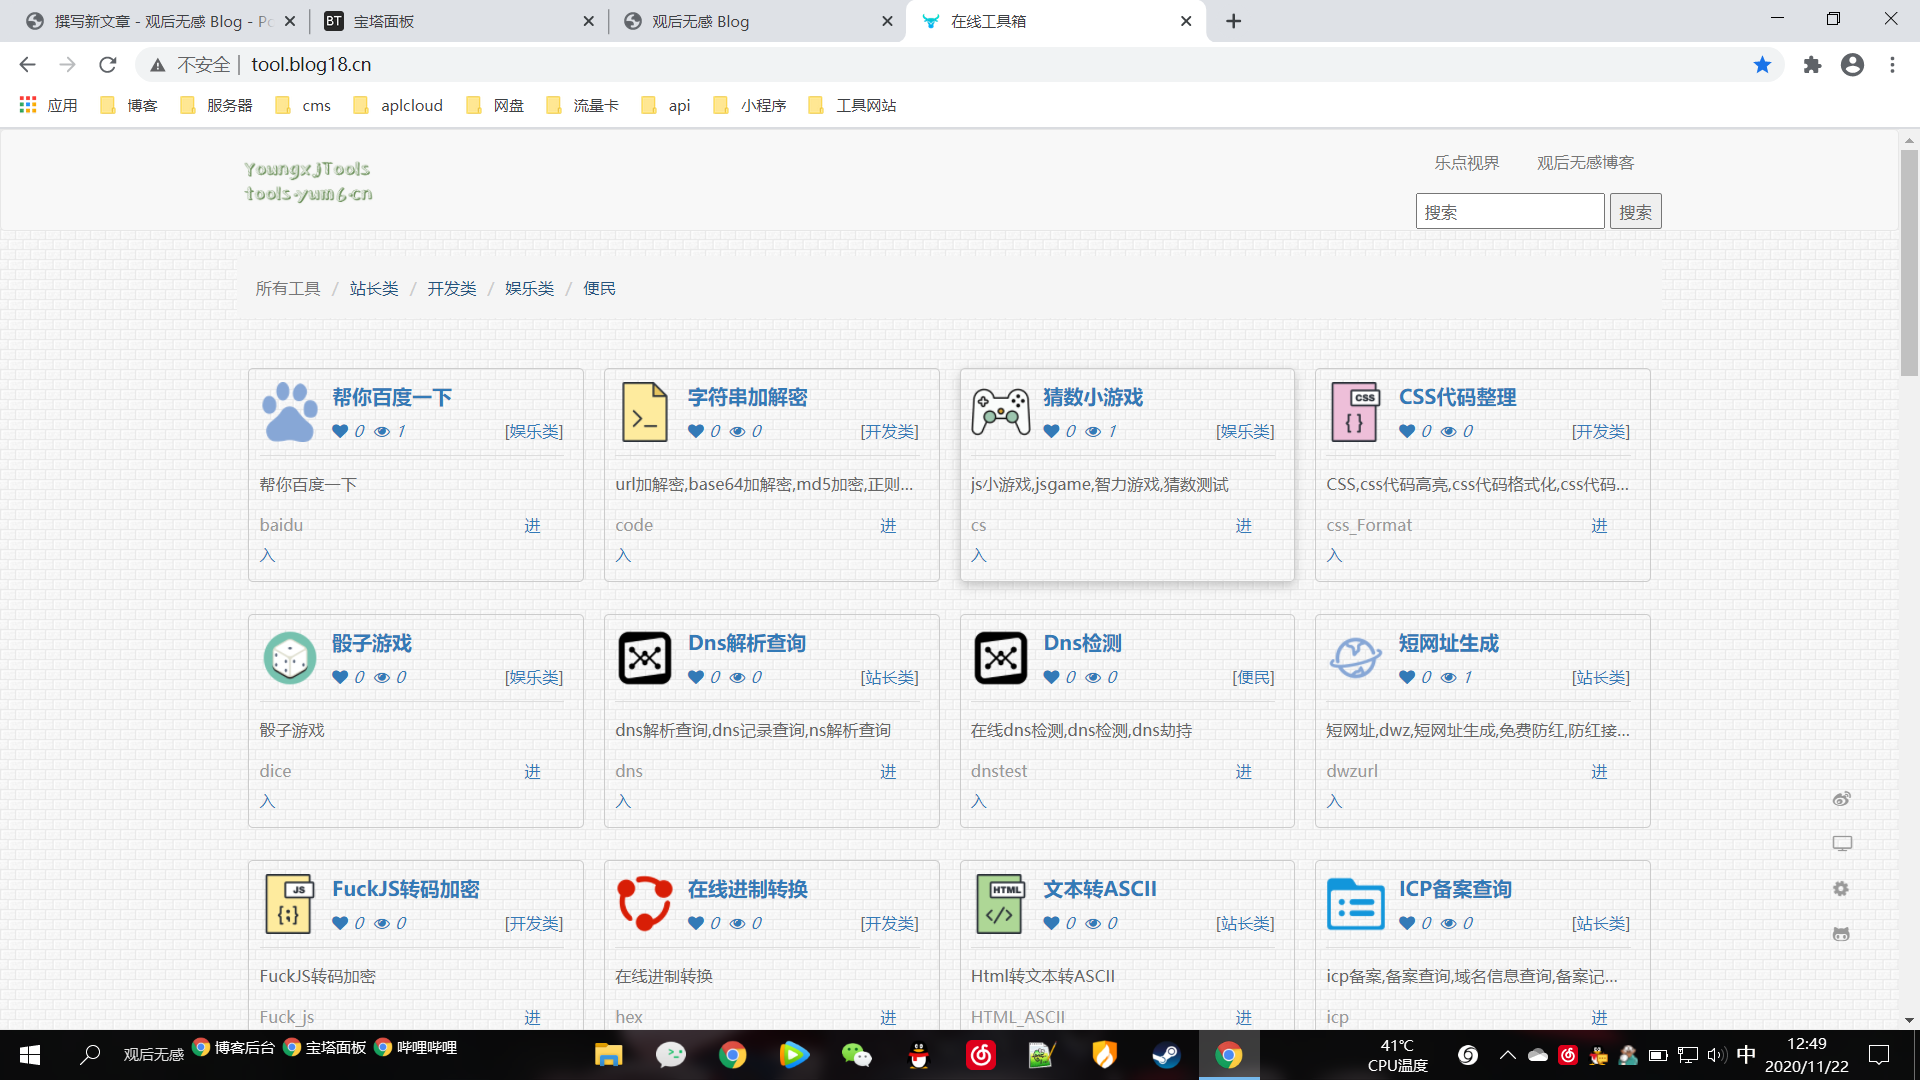 撰写新文章 - 观后无感 Blog - Po
宝塔面板
观后无感 Blog
在线工具箱
不安全 | tool.blog18.cn
应用 博客 服务器 cms aplcloud 网盘 流量卡 api 小程序 工具网站
YoungxjTools
tools.yum6.cn
乐点视界 观后无感博客
搜索 搜索
所有工具 / 站长类 / 开发类 / 娱乐类 / 便民
帮你百度一下
0 1 [娱乐类]
帮你百度一下
baidu 进
入
字符串加解密
0 0 [开发类]
url加解密,base64加解密,md5加密,正则...
code 进
入
猜数小游戏
0 1 [娱乐类]
js小游戏,jsgame,智力游戏,猜数测试
cs 进
入
CSS代码整理
CSS
{ }
0 0 [开发类]
CSS,css代码高亮,css代码格式化,css代码...
css_Format 进
入
骰子游戏
0 0 [娱乐类]
骰子游戏
dice 进
入
Dns解析查询
0 0 [站长类]
dns解析查询,dns记录查询,ns解析查询
dns 进
入
Dns检测
0 0 [便民]
在线dns检测,dns检测,dns劫持
dnstest 进
入
短网址生成
0 1 [站长类]
短网址,dwz,短网址生成,免费防红,防红接...
dwzurl 进
入
JS
{;}
FuckJS转码加密
0 0 [开发类]
FuckJS转码加密
Fuck_js 进
在线进制转换
0 0 [开发类]
在线进制转换
hex 进
HTML
</>
文本转ASCII
0 0 [站长类]
Html转文本转ASCII
HTML_ASCII 进
ICP备案查询
0 0 [站长类]
icp备案,备案查询,域名信息查询,备案记...
icp 进
观后无感 博客后台 宝塔面板 哔哩哔哩
41℃
CPU温度
中
12:49
2020/11/22